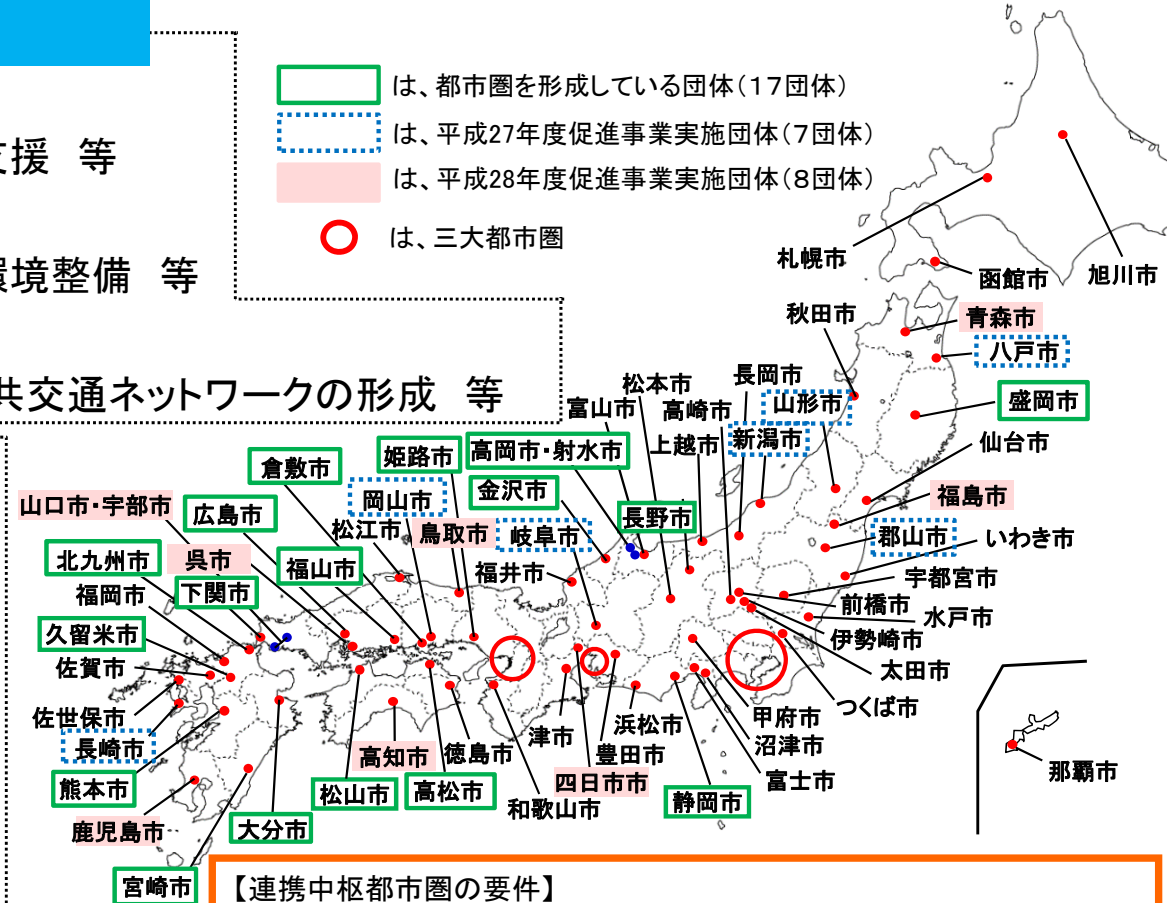 は、都市圏を形成している団体(17団体)
は、平成27年度促進事業実施団体(7団体)
支援 等
は、平成28年度促進事業実施団体(8団体)
は、三大都市圏
環境整備 等
共交通ネットワークの形成 等
札幌市
函館市
旭川市
秋田市
青森市
八戸市
盛岡市
仙台市
福島市
郡山市
いわき市
宇都宮市
前橋市
水戸市
伊勢崎市
太田市
つくば市
松本市
長岡市
富山市
高崎市
山形市
上越市
新潟市
高岡市・射水市
姫路市
倉敷市
金沢市
長野市
岡山市
山口市・宇部市
広島市
松江市
鳥取市
岐阜市
北九州市
呉市
福山市
福井市
福岡市
下関市
久留米市
佐賀市
佐世保市
長崎市
熊本市
鹿児島市
大分市
宮崎市
高知市
松山市
徳島市
高松市
和歌山市
津市
四日市市
豊田市
浜松市
静岡市
甲府市
沼津市
富士市
那覇市
【連携中枢都市圏の要件】